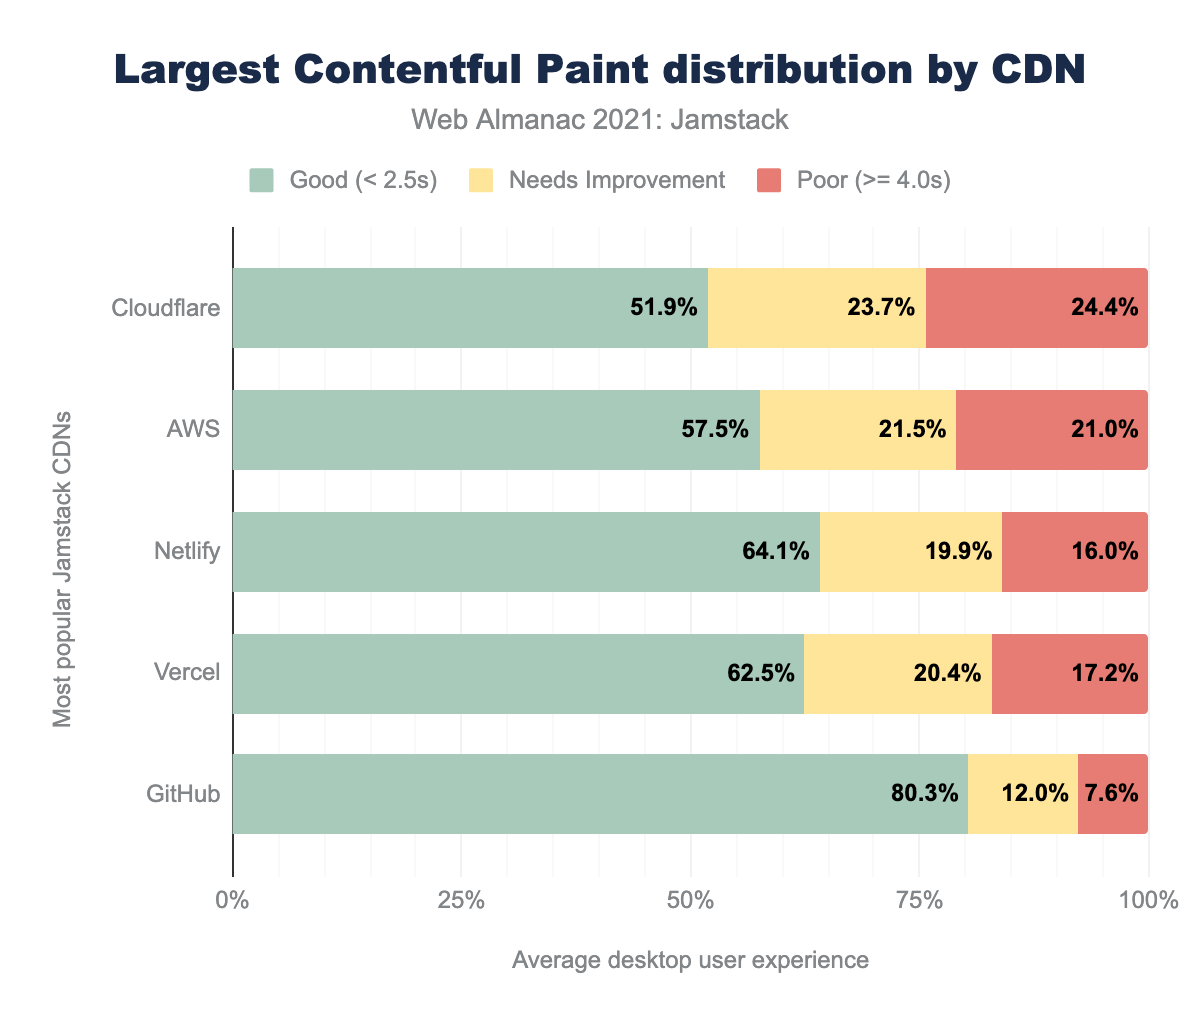 Largest Contentful Paint distribution by CDN
Web Almanac 2021: Jamstack
Good (< 2.5s) Needs Improvement Poor (>= 4.0s)
Most popular Jamstack CDNs
Cloudflare 51.9% 23.7% 24.4%
AWS 57.5% 21.5% 21.0%
Netlify 64.1% 19.9% 16.0%
Vercel 62.5% 20.4% 17.2%
GitHub 80.3% 12.0% 7.6%
0% 25% 50% 75% 100%
Average desktop user experience